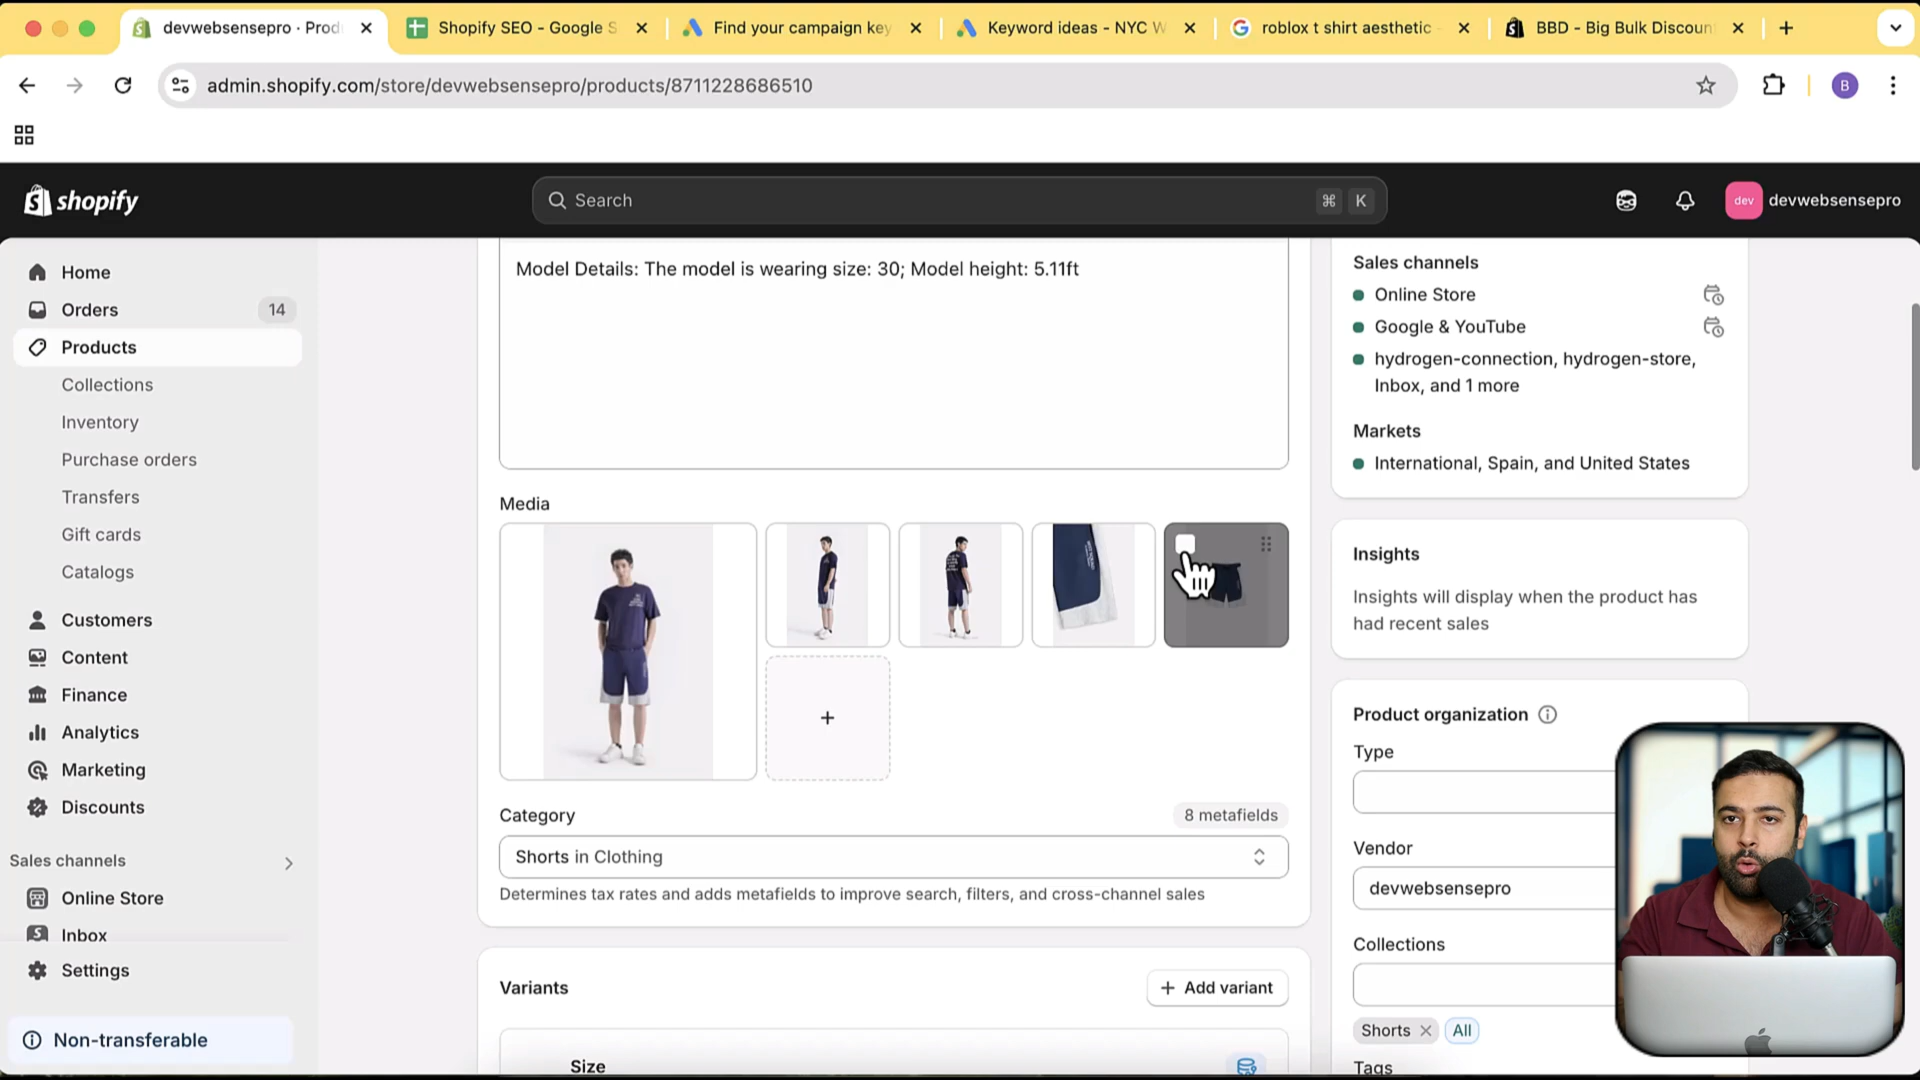 devwebsensepro · Prod
Shopify SEO - Google S
Find your campaign key
Keyword ideas - NYC W
roblox t shirt aesthetic -
BBD - Big Bulk Discoun
admin.shopify.com/store/devwebsensepro/products/8711228686510
B
shopify
Search
⌘ K
dev
devwebsensepro
Home
Orders
14
Products
Collections
Inventory
Purchase orders
Transfers
Gift cards
Catalogs
Customers
Content
Finance
Analytics
Marketing
Discounts
Sales channels
Online Store
Inbox
Settings
Non-transferable
Model Details: The model is wearing size: 30; Model height: 5.11ft
Media
Category
8 metafields
Shorts in Clothing
Determines tax rates and adds metafields to improve search, filters, and cross-channel sales
Variants
+ Add variant
Size
Sales channels
Online Store
Google & YouTube
hydrogen-connection, hydrogen-store,
Inbox, and 1 more
Markets
International, Spain, and United States
Insights
Insights will display when the product has
had recent sales
Product organization
Type
Vendor
devwebsensepro
Collections
Shorts
All
Tags